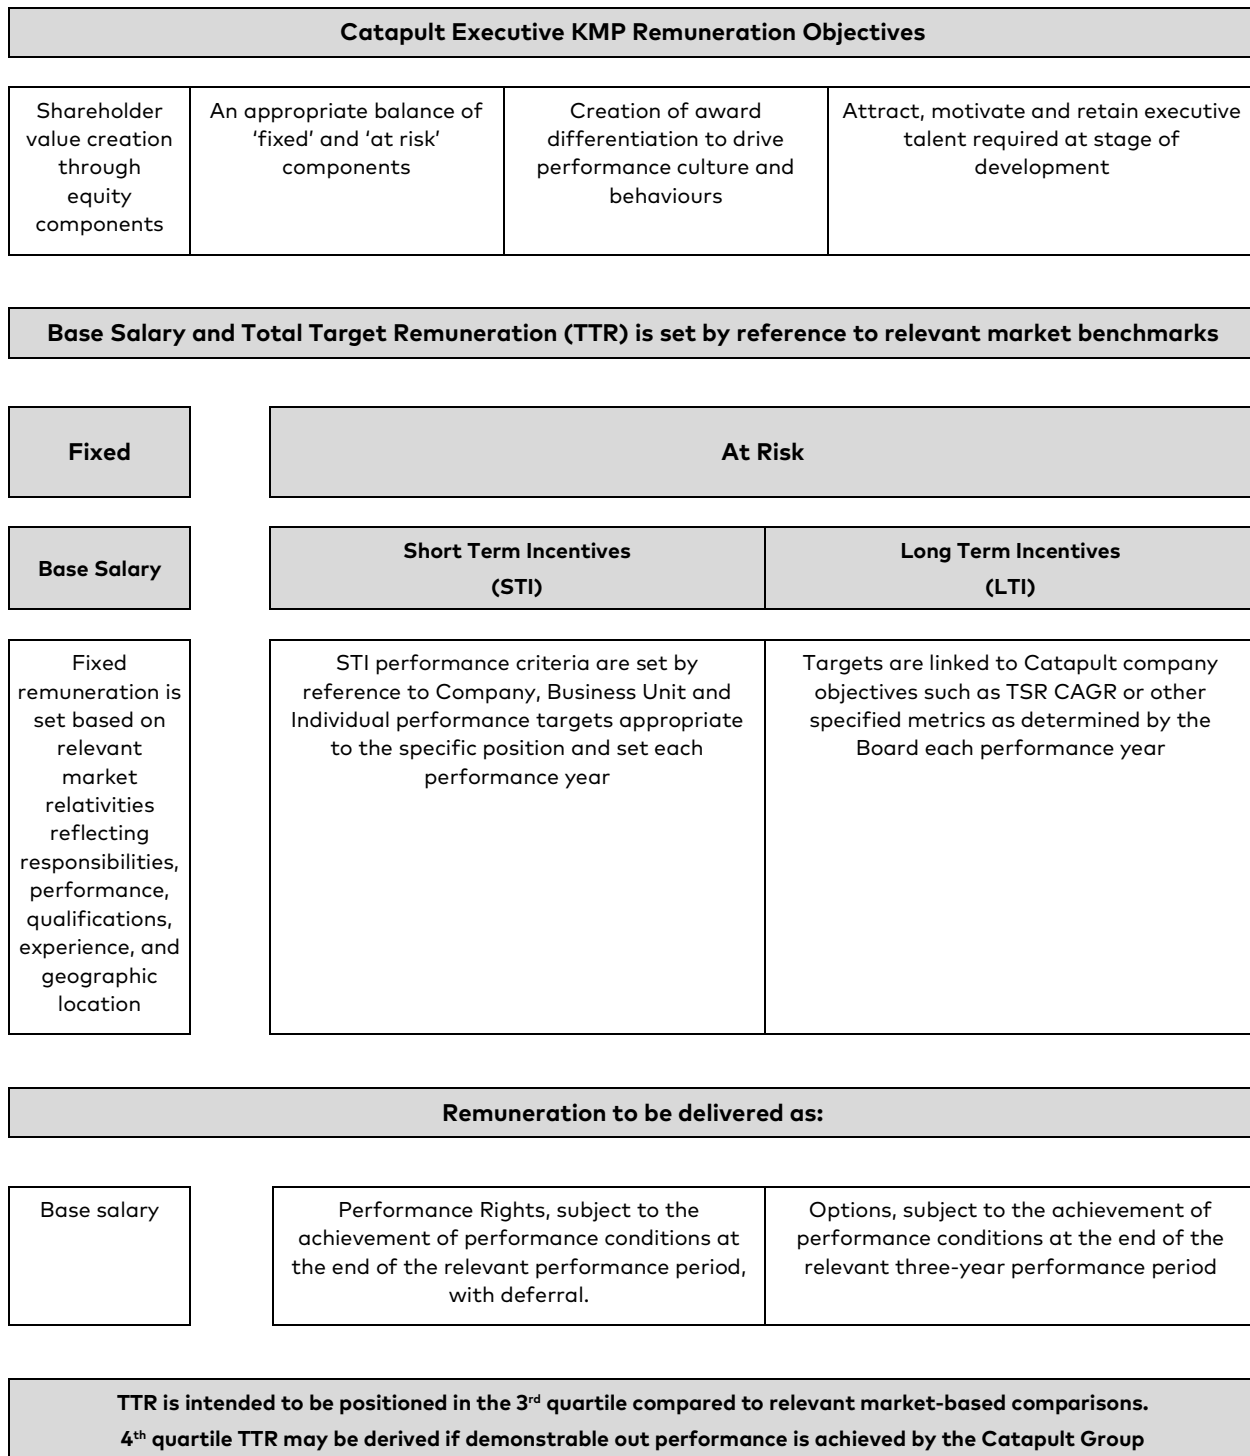 Catapult Executive KMP Remuneration Objectives
Shareholder
value creation
through
equity
components
An appropriate balance of
‘fixed’ and ‘at risk’
components
Creation of award
differentiation to drive
performance culture and
behaviours
Attract, motivate and retain executive
talent required at stage of
development
Base Salary and Total Target Remuneration (TTR) is set by reference to relevant market benchmarks
Fixed
At Risk
Base Salary
Short Term Incentives
(STI)
Long Term Incentives
(LTI)
Fixed
remuneration is
set based on
relevant
market
relativities
reflecting
responsibilities,
performance,
qualifications,
experience, and
geographic
location
STI performance criteria are set by
reference to Company, Business Unit and
Individual performance targets appropriate
to the specific position and set each
performance year
Targets are linked to Catapult company
objectives such as TSR CAGR or other
specified metrics as determined by the
Board each performance year
Remuneration to be delivered as:
Base salary
Performance Rights, subject to the
achievement of performance conditions at
the end of the relevant performance period,
with deferral.
Options, subject to the achievement of
performance conditions at the end of the
relevant three-year performance period
TTR is intended to be positioned in the 3rd quartile compared to relevant market-based comparisons.
4th quartile TTR may be derived if demonstrable out performance is achieved by the Catapult Group